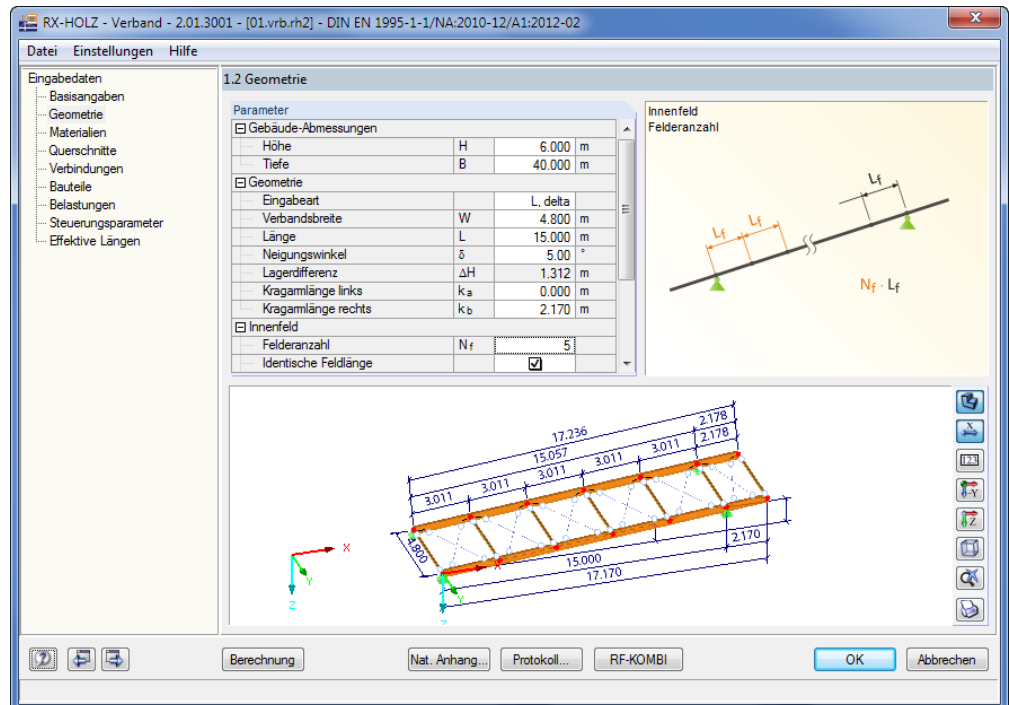 RX-HOLZ - Verband - 2.01.3001 - [01.vrb.rh2] - DIN EN 1995-1-1/NA:2010-12/A1:2012-02
Datei Einstellungen Hilfe
Eingabedaten
Basisangaben
Geometrie
Materialien
Querschnitte
Verbindungen
Bauteile
Belastungen
Steuerungsparameter
Effektive Längen
1.2 Geometrie
Parameter
Gebäude-Abmessungen
Höhe H 6.000 m
Tiefe B 40.000 m
Geometrie
Eingabeart L, delta
Verbandsbreite W 4.800 m
Länge L 15.000 m
Neigungswinkel δ 5.00 °
Lagerdifferenz ΔH 1.312 m
Kragarmlänge links ka 0.000 m
Kragarmlänge rechts kb 2.170 m
Innenfeld
Felderanzahl Nf 5
Identische Feldlänge
Innenfeld
Felderanzahl
Lf
Lf Lf
Nf · Lf
17.236
2.178
15.057
2.178
3.011
3.011
3.011
3.011
3.011
4.800
2.170
15.000
17.170
X
Y
Z
X
Y
Z
X
123
-Y
Z
Berechnung Nat. Anhang... Protokoll... RF-KOMBI OK Abbrechen